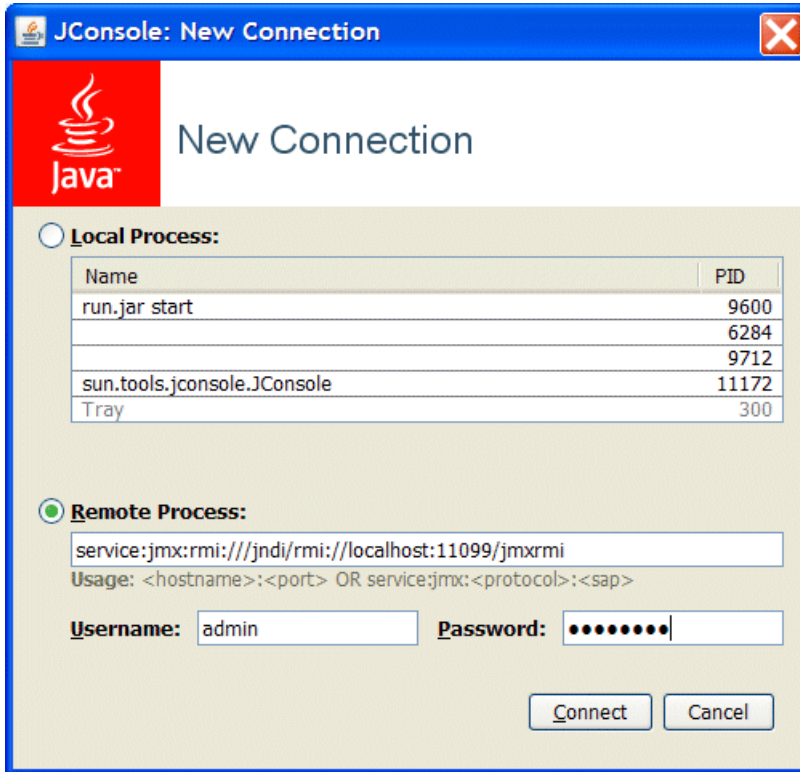 JConsole: New Connection
Java™
New Connection
Local Process:
Name PID
run.jar start 9600
6284
9712
sun.tools.jconsole.JConsole 11172
Tray 300
Remote Process:
service:jmx:rmi:///jndi/rmi://localhost:11099/jmxrmi
Usage: <hostname>:<port> OR service:jmx:<protocol>:<sap>
Username: admin Password: ●●●●●●●●
Connect Cancel